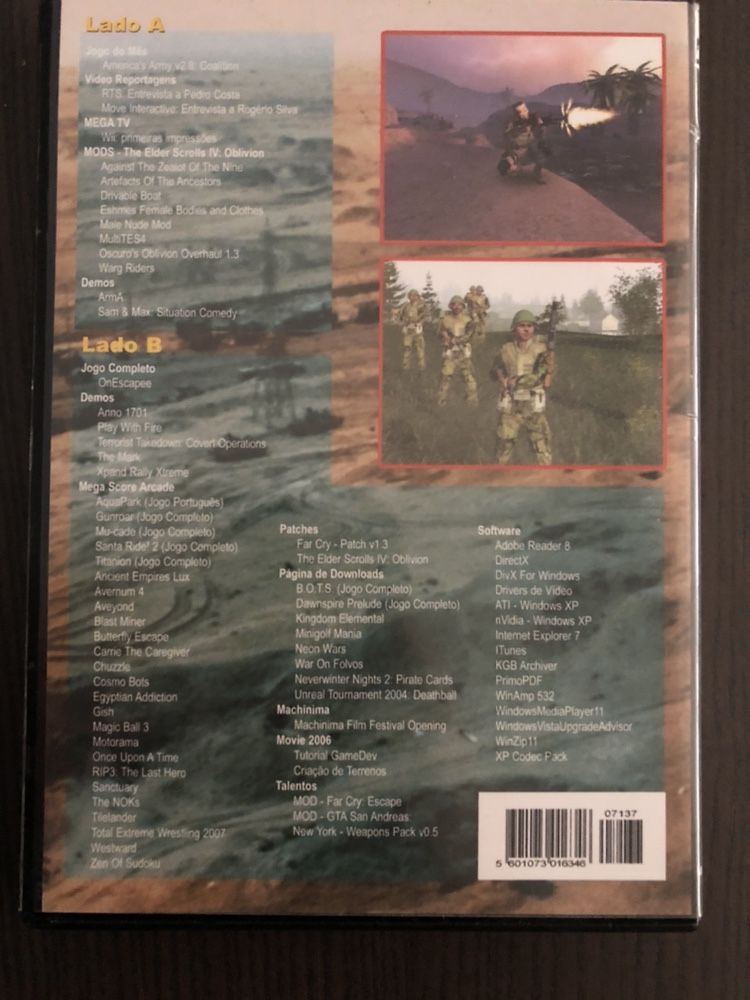 Lado A
Jogo do Mês
America's Army v2.8: Coalition
Video Reportagens
RTS: Entrevista a Pedro Costa
Move Interactive: Entrevista a Rogério Silva
MEGA TV
Wii: primeiras impressões
MODS - The Elder Scrolls IV: Oblivion
Against The Zealot Of The Nine
Artefacts Of The Ancestors
Drivable Boat
Eshmes Female Bodies and Clothes
Male Nude Mod
MultiTES4
Oscuro's Oblivion Overhaul 1.3
Warg Riders
Demos
ArmA
Sam & Max: Situation Comedy
Lado B
Jogo Completo
OnEscapee
Demos
Anno 1701
Play With Fire
Terrorist Takedown: Covert Operations
The Mark
Xpand Rally Xtreme
Mega Score Arcade
AquaPark (Jogo Português)
Gunroar (Jogo Completo)
Mu-cade (Jogo Completo)
Santa Ride! 2 (Jogo Completo)
Titanion (Jogo Completo)
Ancient Empires Lux
Avernum 4
Aveyond
Blast Miner
Butterfly Escape
Carrie The Caregiver
Chuzzle
Cosmo Bots
Egyptian Addiction
Gish
Magic Ball 3
Motorama
Once Upon A Time
RIP3: The Last Hero
Sanctuary
The NOKs
Tilelander
Total Extreme Wrestling 2007
Westward
Zen Of Sudoku
Patches
Far Cry - Patch v1.3
The Elder Scrolls IV: Oblivion
Página de Downloads
B.O.T.S. (Jogo Completo)
Dawnspire Prelude (Jogo Completo)
Kingdom Elemental
Minigolf Mania
Neon Wars
War On Folvos
Neverwinter Nights 2: Pirate Cards
Unreal Tournament 2004: Deathball
Machinima
Machinima Film Festival Opening
Movie 2006
Tutorial GameDev
Criação de Terrenos
Talentos
MOD - Far Cry: Escape
MOD - GTA San Andreas:
New York - Weapons Pack v0.5
Software
Adobe Reader 8
DirectX
DivX For Windows
Drivers de Vídeo
ATI - Windows XP
nVidia - Windows XP
Internet Explorer 7
ITunes
KGB Archiver
PrimoPDF
WinAmp 532
WindowsMediaPlayer11
WindowsVistaUpgradeAdvisor
WinZip11
XP Codec Pack
07137
5 601073 016346